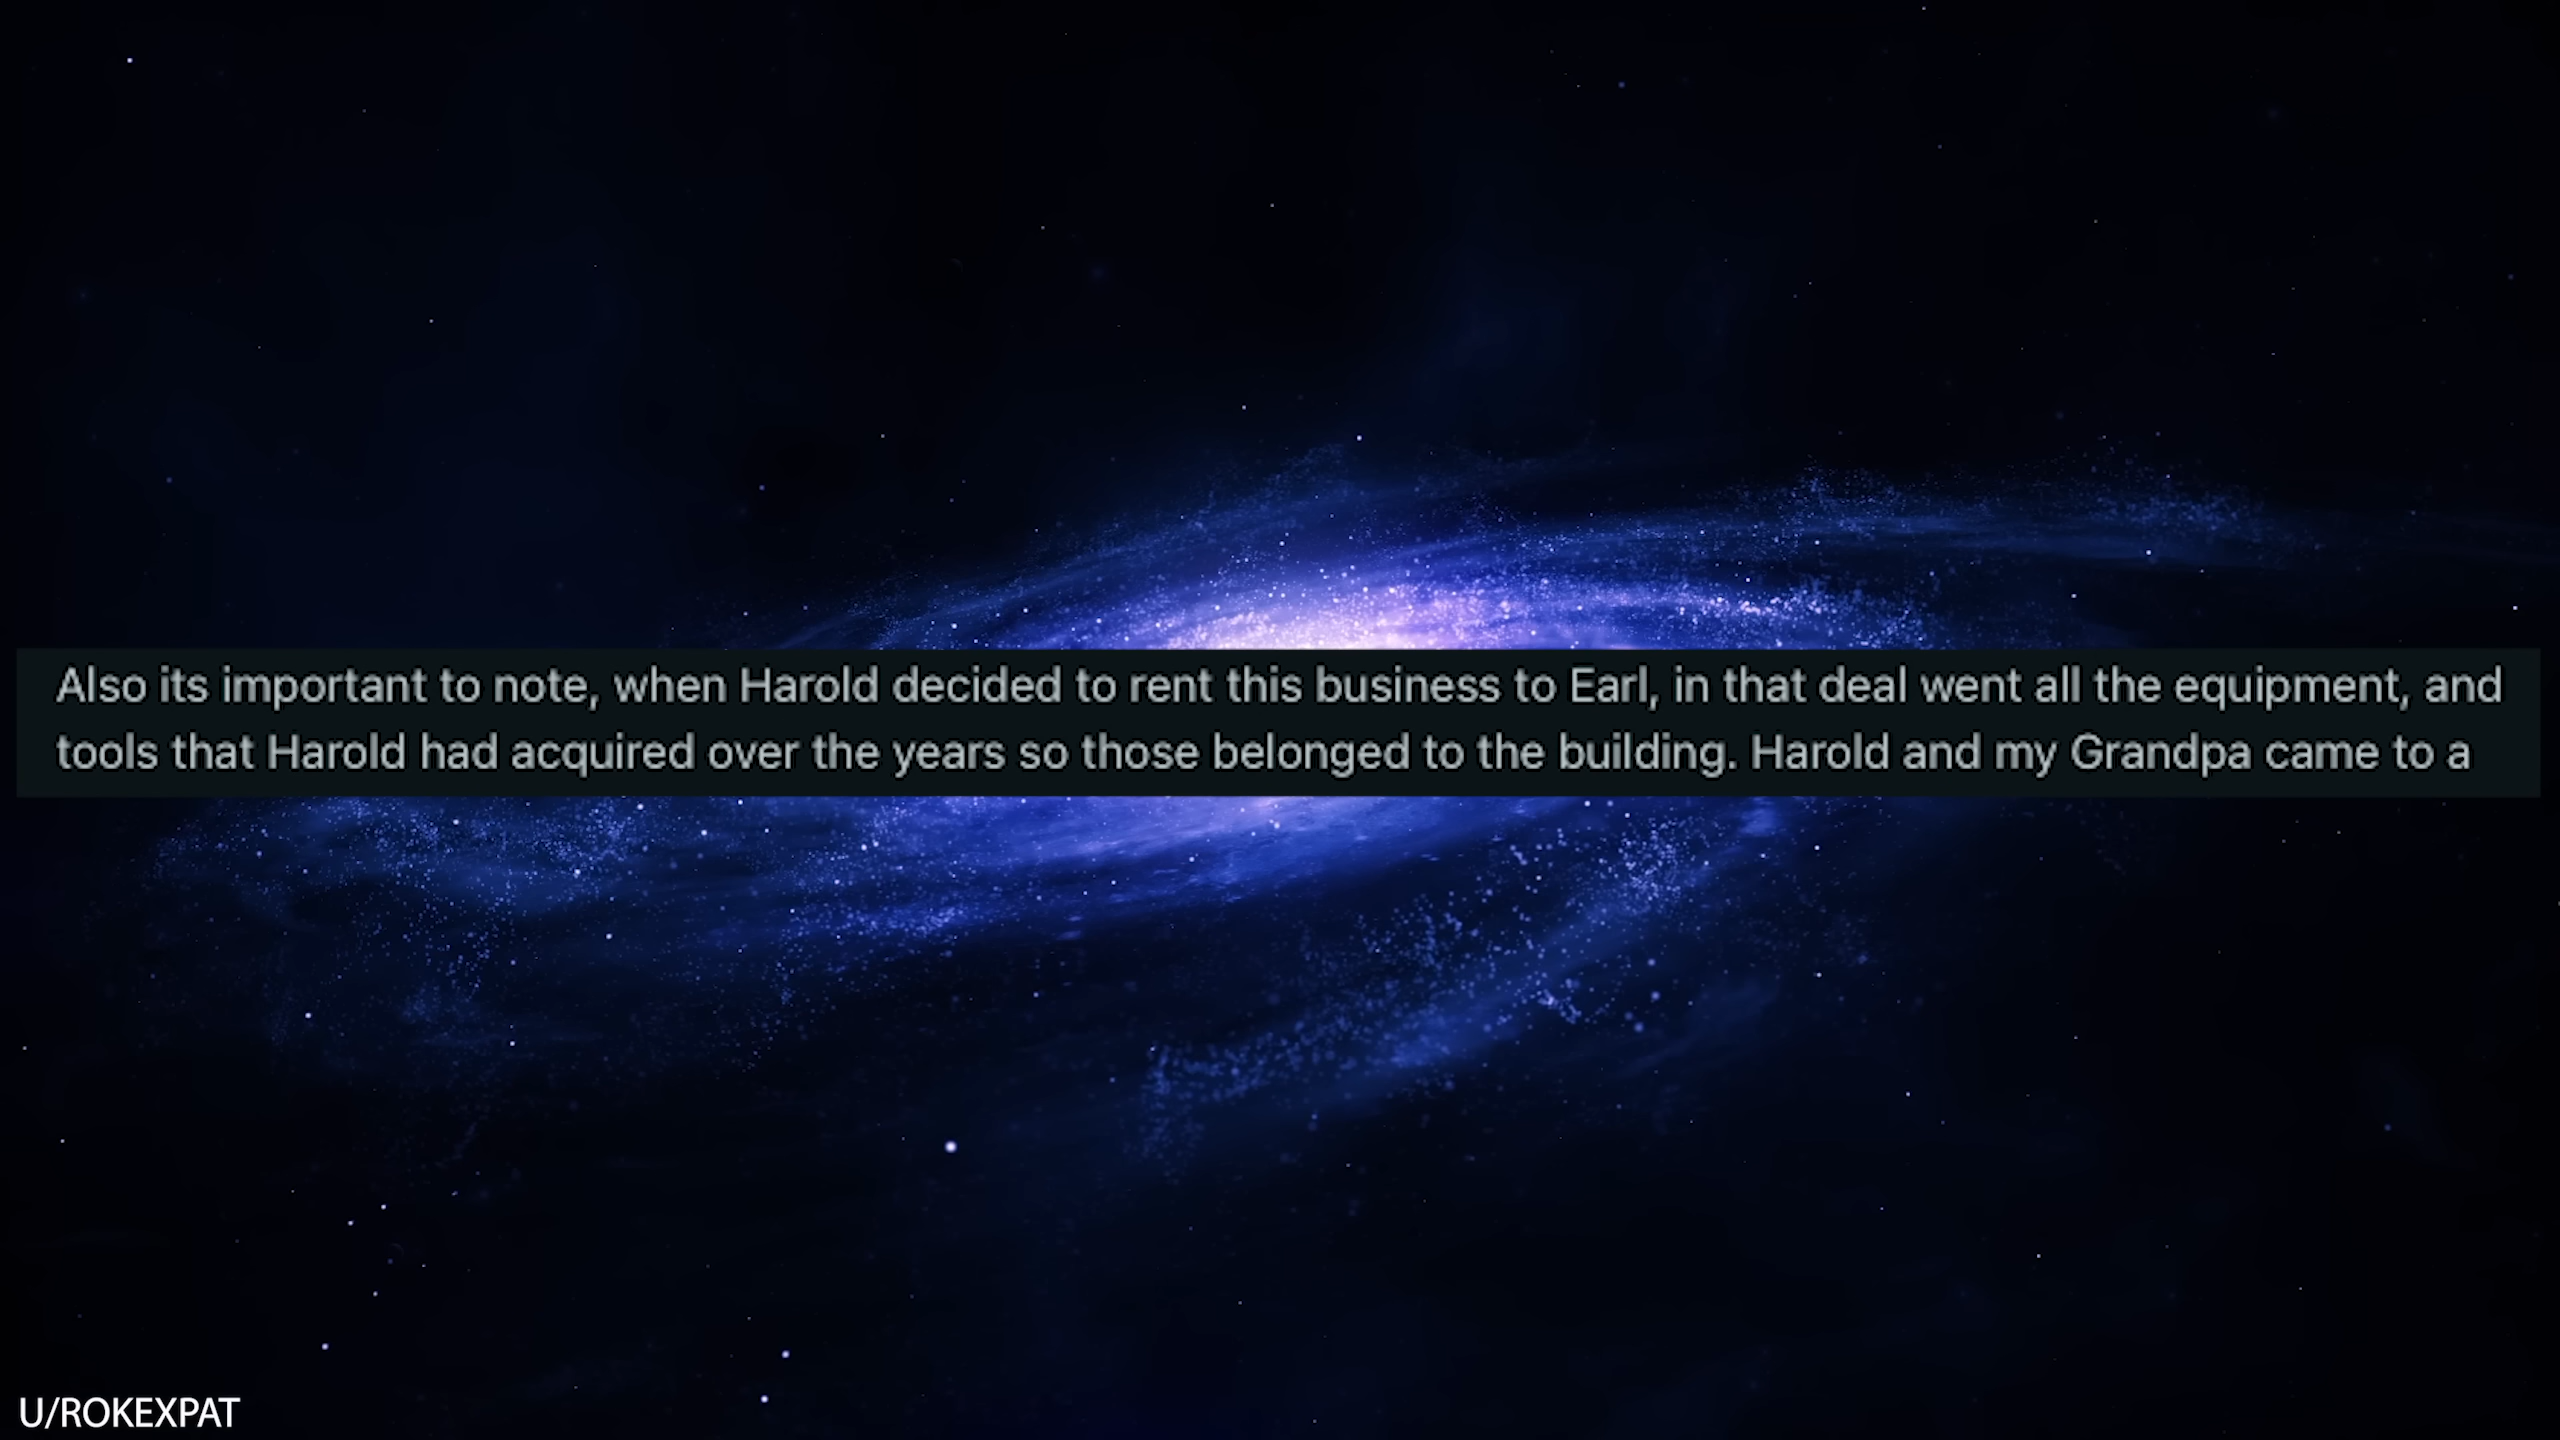 Also its important to note, when Harold decided to rent this business to Earl, in that deal went all the equipment, and
tools that Harold had acquired over the years so those belonged to the building. Harold and my Grandpa came to a
U/ROKEXPAT